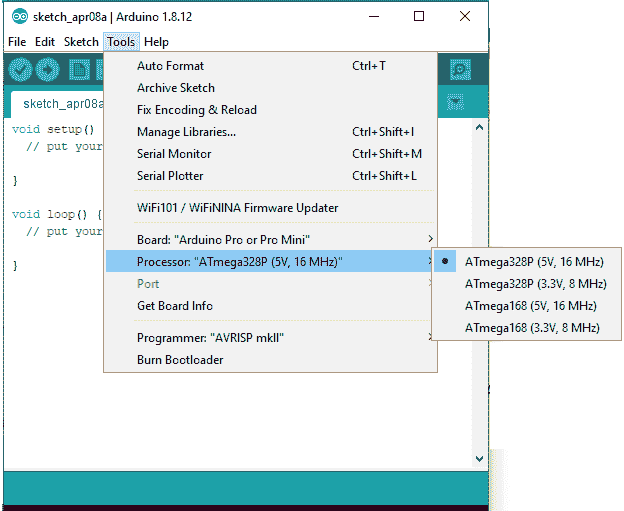 sketch_apr08a | Arduino 1.8.12
File Edit Sketch Tools Help
sketch_apr08a
void setup()
// put your
}
void loop() {
// put your
}
Auto Format Ctrl+T
Archive Sketch
Fix Encoding & Reload
Manage Libraries... Ctrl+Shift+I
Serial Monitor Ctrl+Shift+M
Serial Plotter Ctrl+Shift+L
WiFi101 / WiFiNINA Firmware Updater
Board: "Arduino Pro or Pro Mini"
Processor: "ATmega328P (5V, 16 MHz)"
Port
Get Board Info
Programmer: "AVRISP mkII"
Burn Bootloader
ATmega328P (5V, 16 MHz)
ATmega328P (3.3V, 8 MHz)
ATmega168 (5V, 16 MHz)
ATmega168 (3.3V, 8 MHz)